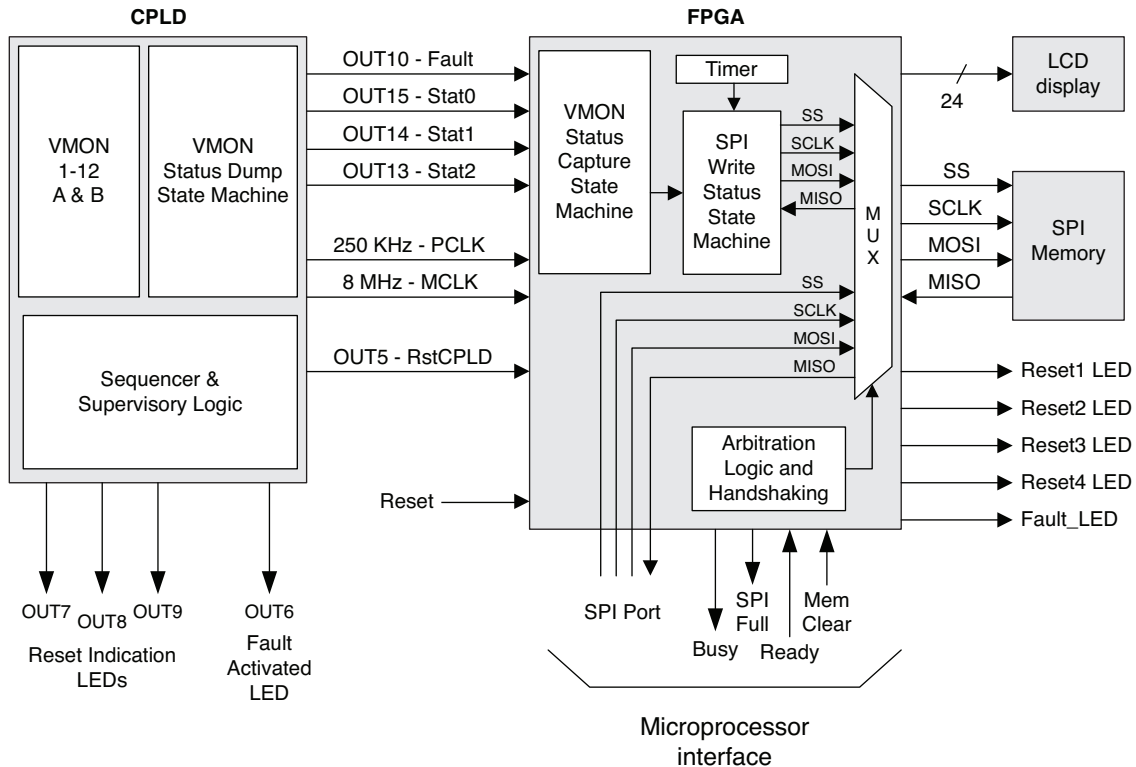 CPLD
VMON
1-12
A & B
VMON
Status Dump
State Machine
Sequencer &
Supervisory Logic
OUT10 - Fault
OUT15 - Stat0
OUT14 - Stat1
OUT13 - Stat2
250 KHz - PCLK
8 MHz - MCLK
OUT5 - RstCPLD
Reset
OUT7
OUT8
OUT9
Reset Indication
LEDs
OUT6
Fault
Activated
LED
FPGA
VMON
Status
Capture
State
Machine
Timer
SPI
Write
Status
State
Machine
SS
SCLK
MOSI
MISO
SS
SCLK
MOSI
MISO
M
U
X
Arbitration
Logic and
Handshaking
24
LCD
display
SS
SCLK
MOSI
MISO
SPI
Memory
Reset1 LED
Reset2 LED
Reset3 LED
Reset4 LED
Fault_LED
SPI Port
Busy
SPI
Full
Ready
Mem
Clear
Microprocessor
interface